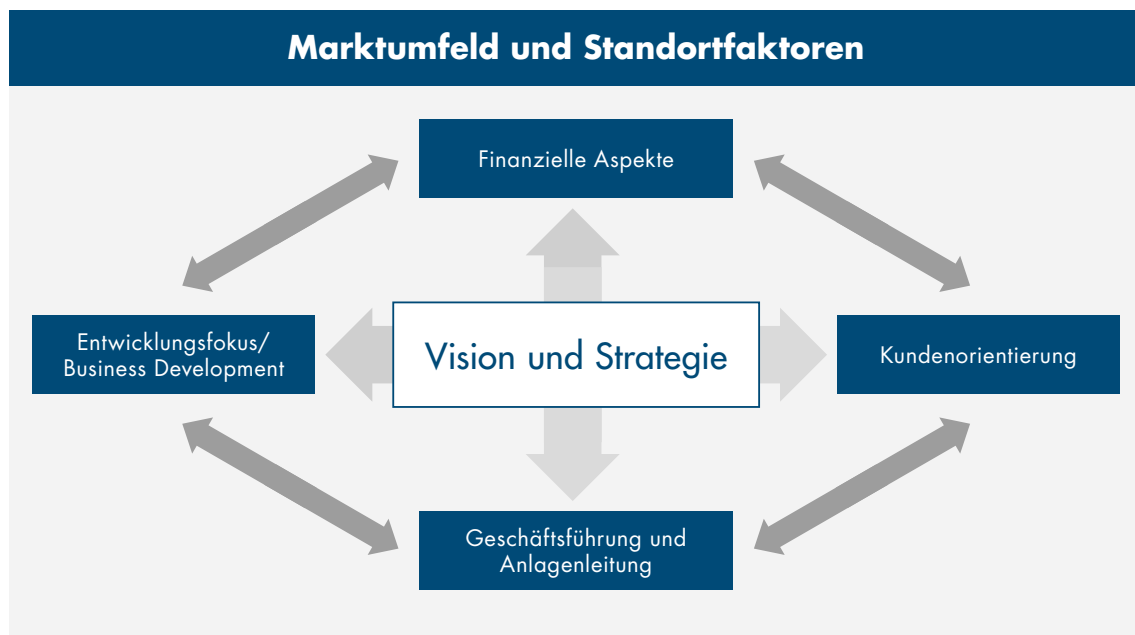 Marktumfeld und Standortfaktoren
Finanzielle Aspekte
Entwicklungsfokus/
Business Development
Vision und Strategie
Kundenorientierung
Geschäftsführung und
Anlagenleitung